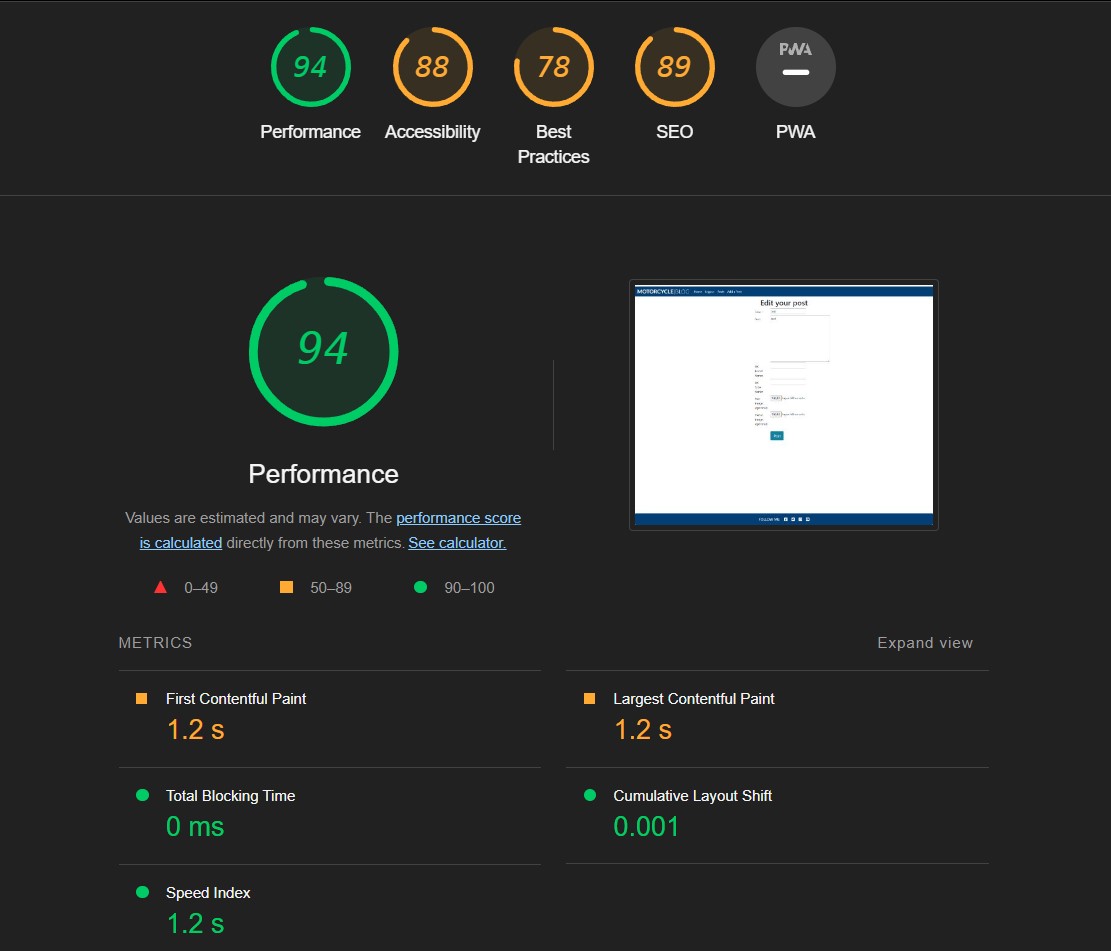 94
88
78
89
PWA
Performance
Accessibility
Best
Practices
SEO
PWA
94
Performance
Values are estimated and may vary. The performance score
is calculated directly from these metrics. See calculator.
0–49
50–89
90–100
Edit your post
FOLLOW ME
METRICS
Expand view
First Contentful Paint
1.2 s
Largest Contentful Paint
1.2 s
Total Blocking Time
0 ms
Cumulative Layout Shift
0.001
Speed Index
1.2 s